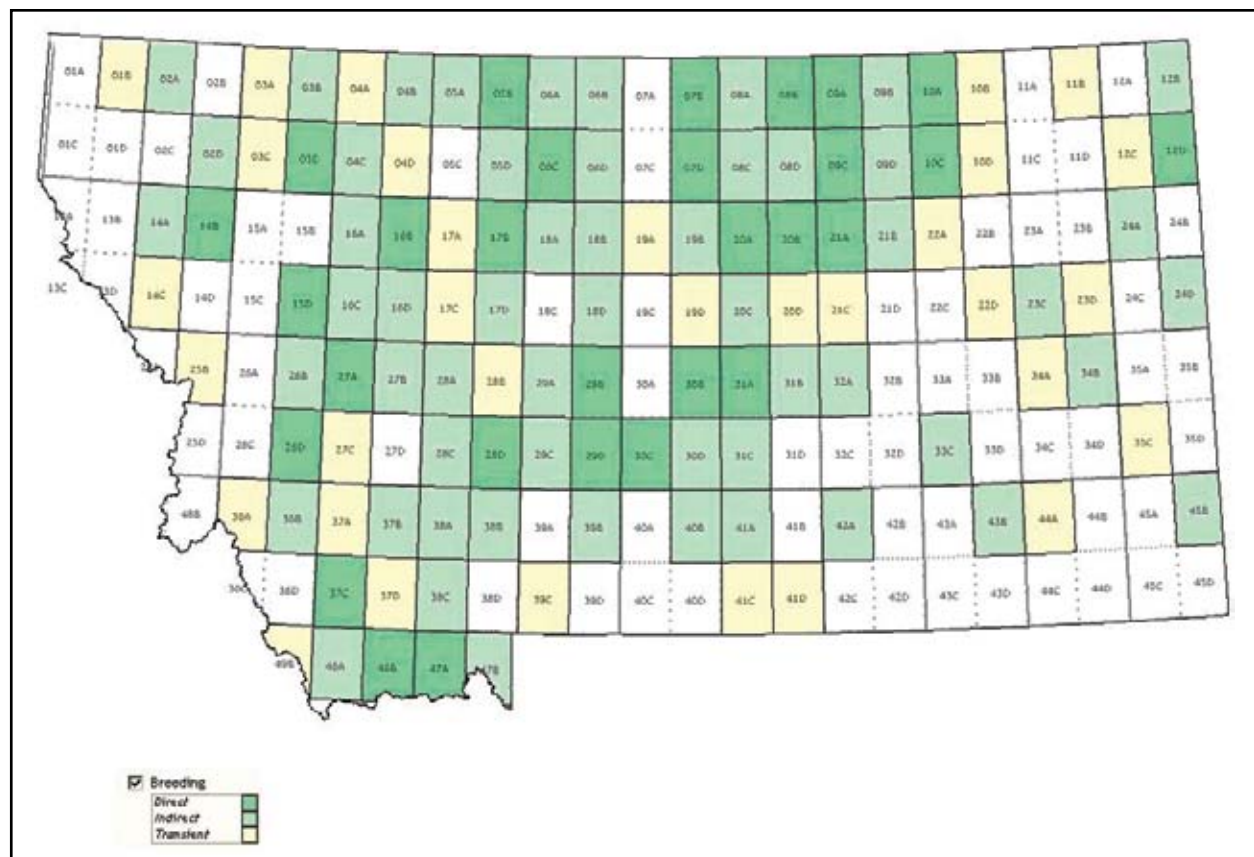 01A 01B 02A 02B 03A 03B 04A 04B 05A 05B 06A 06B 07A 07B 08A 08B 09A 09B 10A 10B 11A 11B 12A 12B
01C 01D 02C 02D 03C 03D 04C 04D 05C 05D 06C 06D 07C 07D 08C 08D 09C 09D 10C 10D 11C 11D 12C 12D
13B 14A 14B 15A 15B 16A 16B 17A 17B 18A 18B 19A 19B 20A 20B 21A 21B 22A 22B 23A 23B 24A 24B
13C 14C 14D 15C 15D 16C 16D 17C 17D 18C 18D 19C 19D 20C 20D 21C 21D 22C 22D 23C 23D 24C 24D
25B 26A 26B 27A 27B 28A 28B 29A 29B 30A 30B 31A 31B 32A 32B 33A 33B 34A 34B 35A 35B
25D 26C 26D 27C 27D 28C 28D 29C 29D 30C 30D 31C 31D 32C 32D 33C 33D 34C 34D 35C 35D
48B 36A 36B 37A 37B 38A 38B 39A 39B 40A 40B 41A 41B 42A 42B 43A 43B 44A 44B 45A 45B
36D 37C 37D 38C 38D 39C 39D 40C 40D 41C 41D 42C 42D 43C 43D 44C 44D 45C 45D
49B 46A 46B 47A 47B
Breeding
Direct
Indirect
Transient